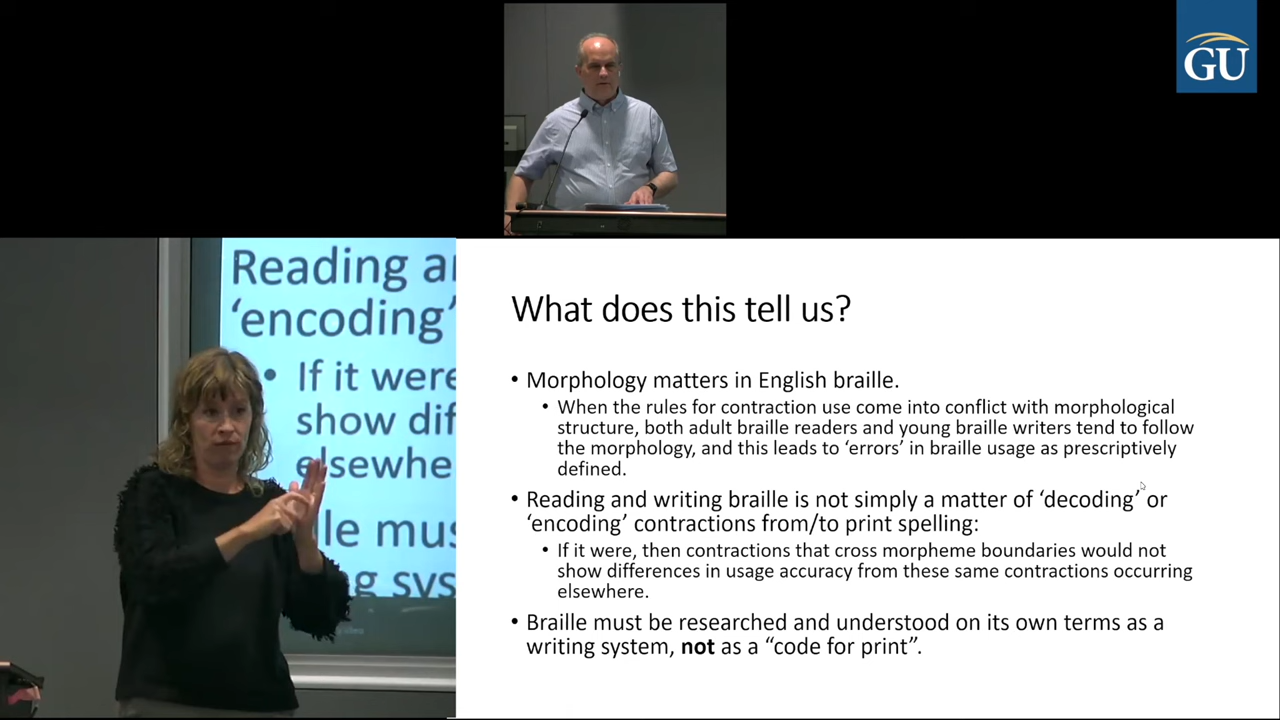 GU
Reading a
'encoding'
• If it were
show dif
elsewhe
lle mus
ng sys
What does this tell us?
• Morphology matters in English braille.
• When the rules for contraction use come into conflict with morphological
structure, both adult braille readers and young braille writers tend to follow
the morphology, and this leads to 'errors' in braille usage as prescriptively
defined.
• Reading and writing braille is not simply a matter of 'decoding' or
'encoding' contractions from/to print spelling:
• If it were, then contractions that cross morpheme boundaries would not
show differences in usage accuracy from these same contractions occurring
elsewhere.
• Braille must be researched and understood on its own terms as a
writing system, not as a "code for print".